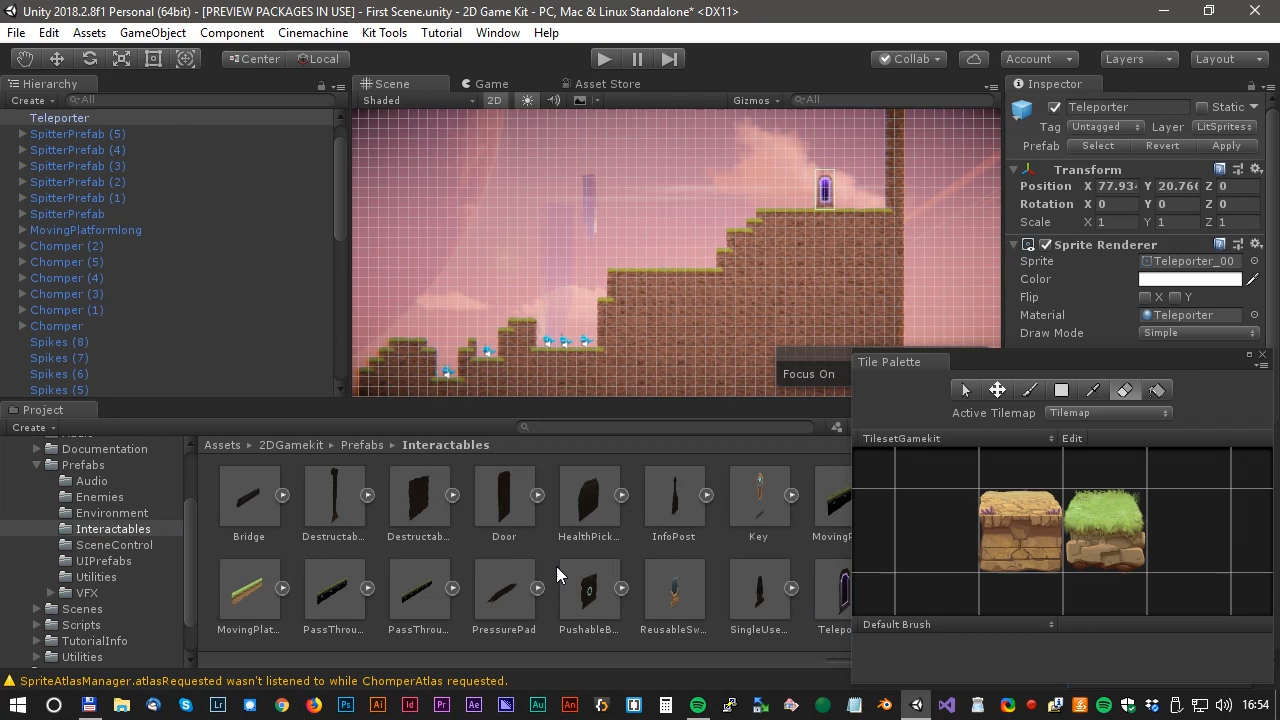 Unity 2018.2.8f1 Personal (64bit) - [PREVIEW PACKAGES IN USE] - First Scene.unity - 2D Game Kit - PC, Mac & Linux Standalone* <DX11>
File Edit Assets GameObject Component Cinemachine Kit Tools Tutorial Window Help
Center Local Collab Account Layers Layout
Hierarchy
Create All
Teleporter
SpitterPrefab (5)
SpitterPrefab (4)
SpitterPrefab (3)
SpitterPrefab (2)
SpitterPrefab (1)
SpitterPrefab
MovingPlatformlong
Chomper (2)
Chomper (5)
Chomper (4)
Chomper (3)
Chomper (1)
Chomper
Spikes (8)
Spikes (7)
Spikes (6)
Spikes (5)
Scene Game Asset Store
Shaded 2D Gizmos All
Focus On
Inspector
Teleporter Static
Tag Untagged Layer LitSprites
Prefab Select Revert Apply
Transform
Position X 77.934 Y 20.766 Z 0
Rotation X 0 Y 0 Z 0
Scale X 1 Y 1 Z 1
Sprite Renderer
Sprite Teleporter_00
Color
Flip X Y
Material Teleporter
Draw Mode Simple
Tile Palette
Active Tilemap Tilemap
TilesetGamekit Edit
Default Brush
Project
Create
Documentation
Prefabs
Audio
Enemies
Environment
Interactables
SceneControl
UIPrefabs
Utilities
VFX
Scenes
Scripts
TutorialInfo
Utilities
Assets 2DGamekit Prefabs Interactables
Bridge Destructab... Destructab... Door HealthPick... InfoPost Key MovingP
MovingPlat... PassThrou... PassThrou... PressurePad PushableB... ReusableSw... SingleUse... Telepo
SpriteAtlasManager.atlasRequested wasn't listened to while ChomperAtlas requested.
16:54